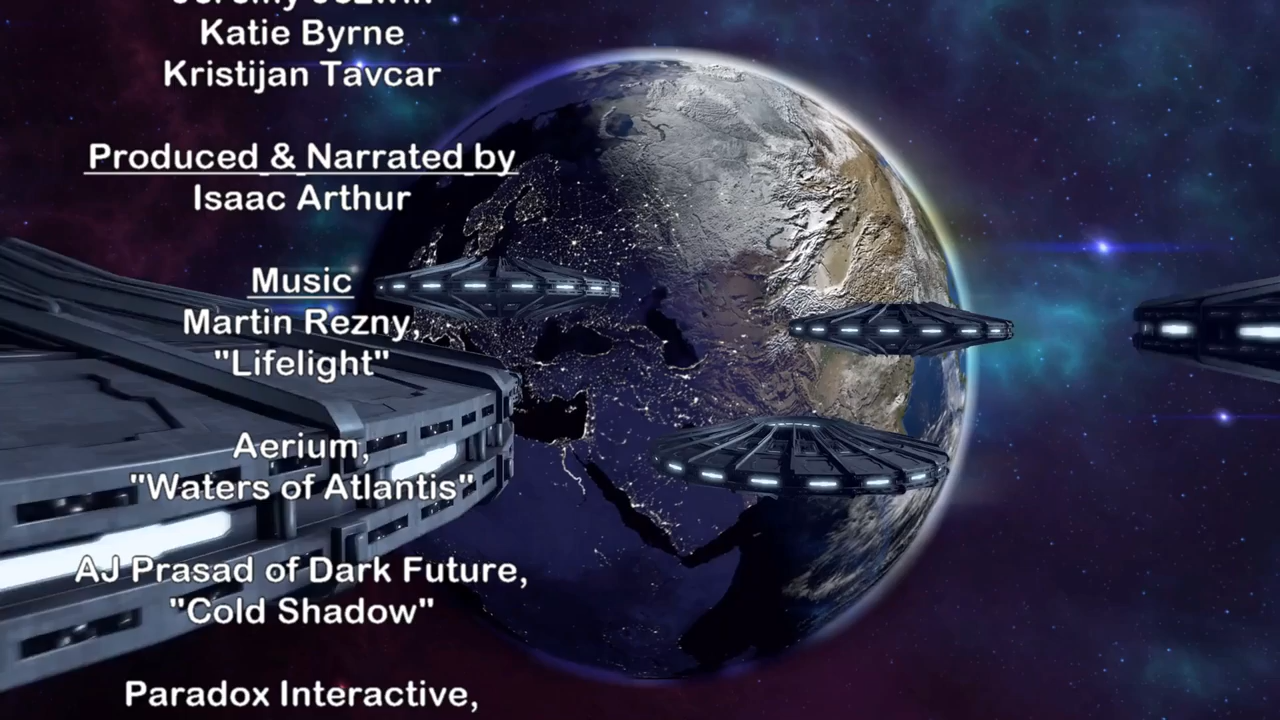 Katie Byrne
Kristijan Tavcar
Produced & Narrated by
Isaac Arthur
Music
Martin Rezny,
"Lifelight"
Aerium,
"Waters of Atlantis"
AJ Prasad of Dark Future,
"Cold Shadow"
Paradox Interactive,